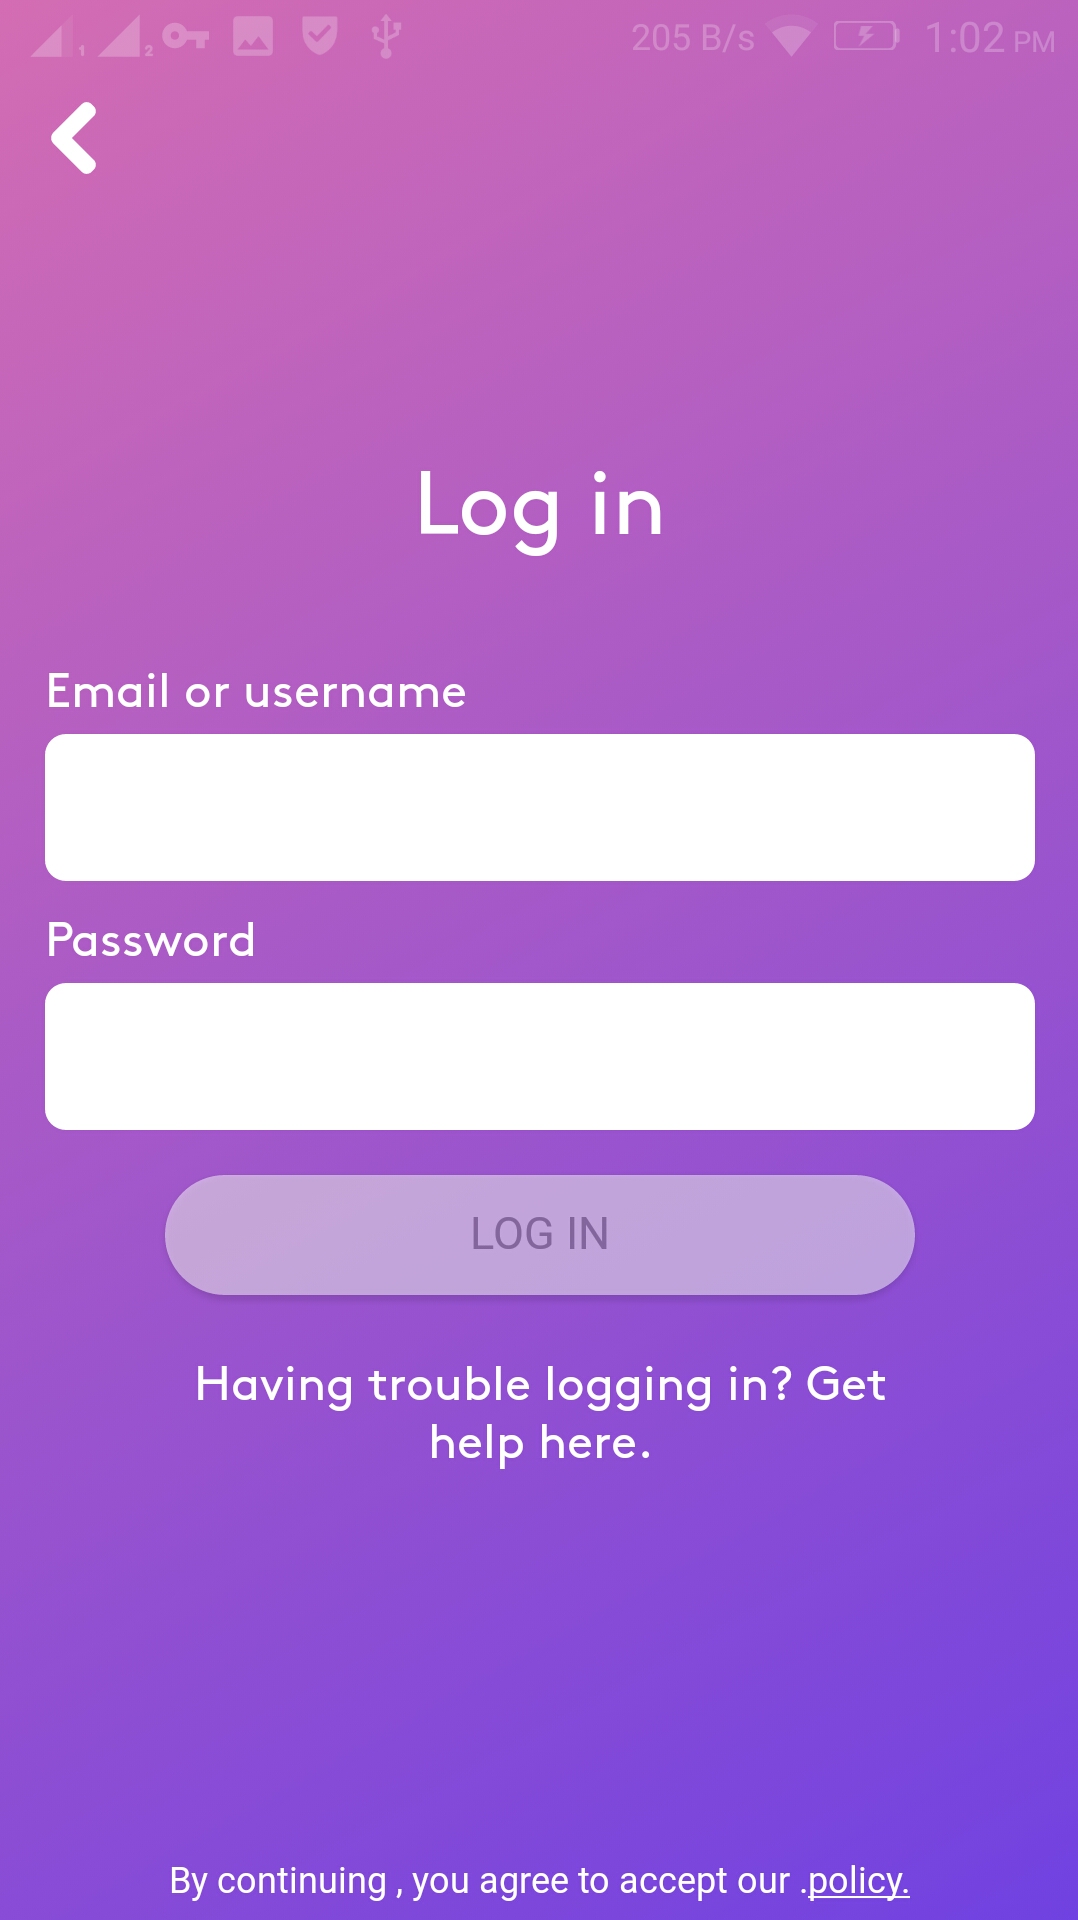 1 2 205 B/s 1:02 PM
Log in
Email or username
Password
LOG IN
Having trouble logging in? Get
help here.
By continuing , you agree to accept our .policy.